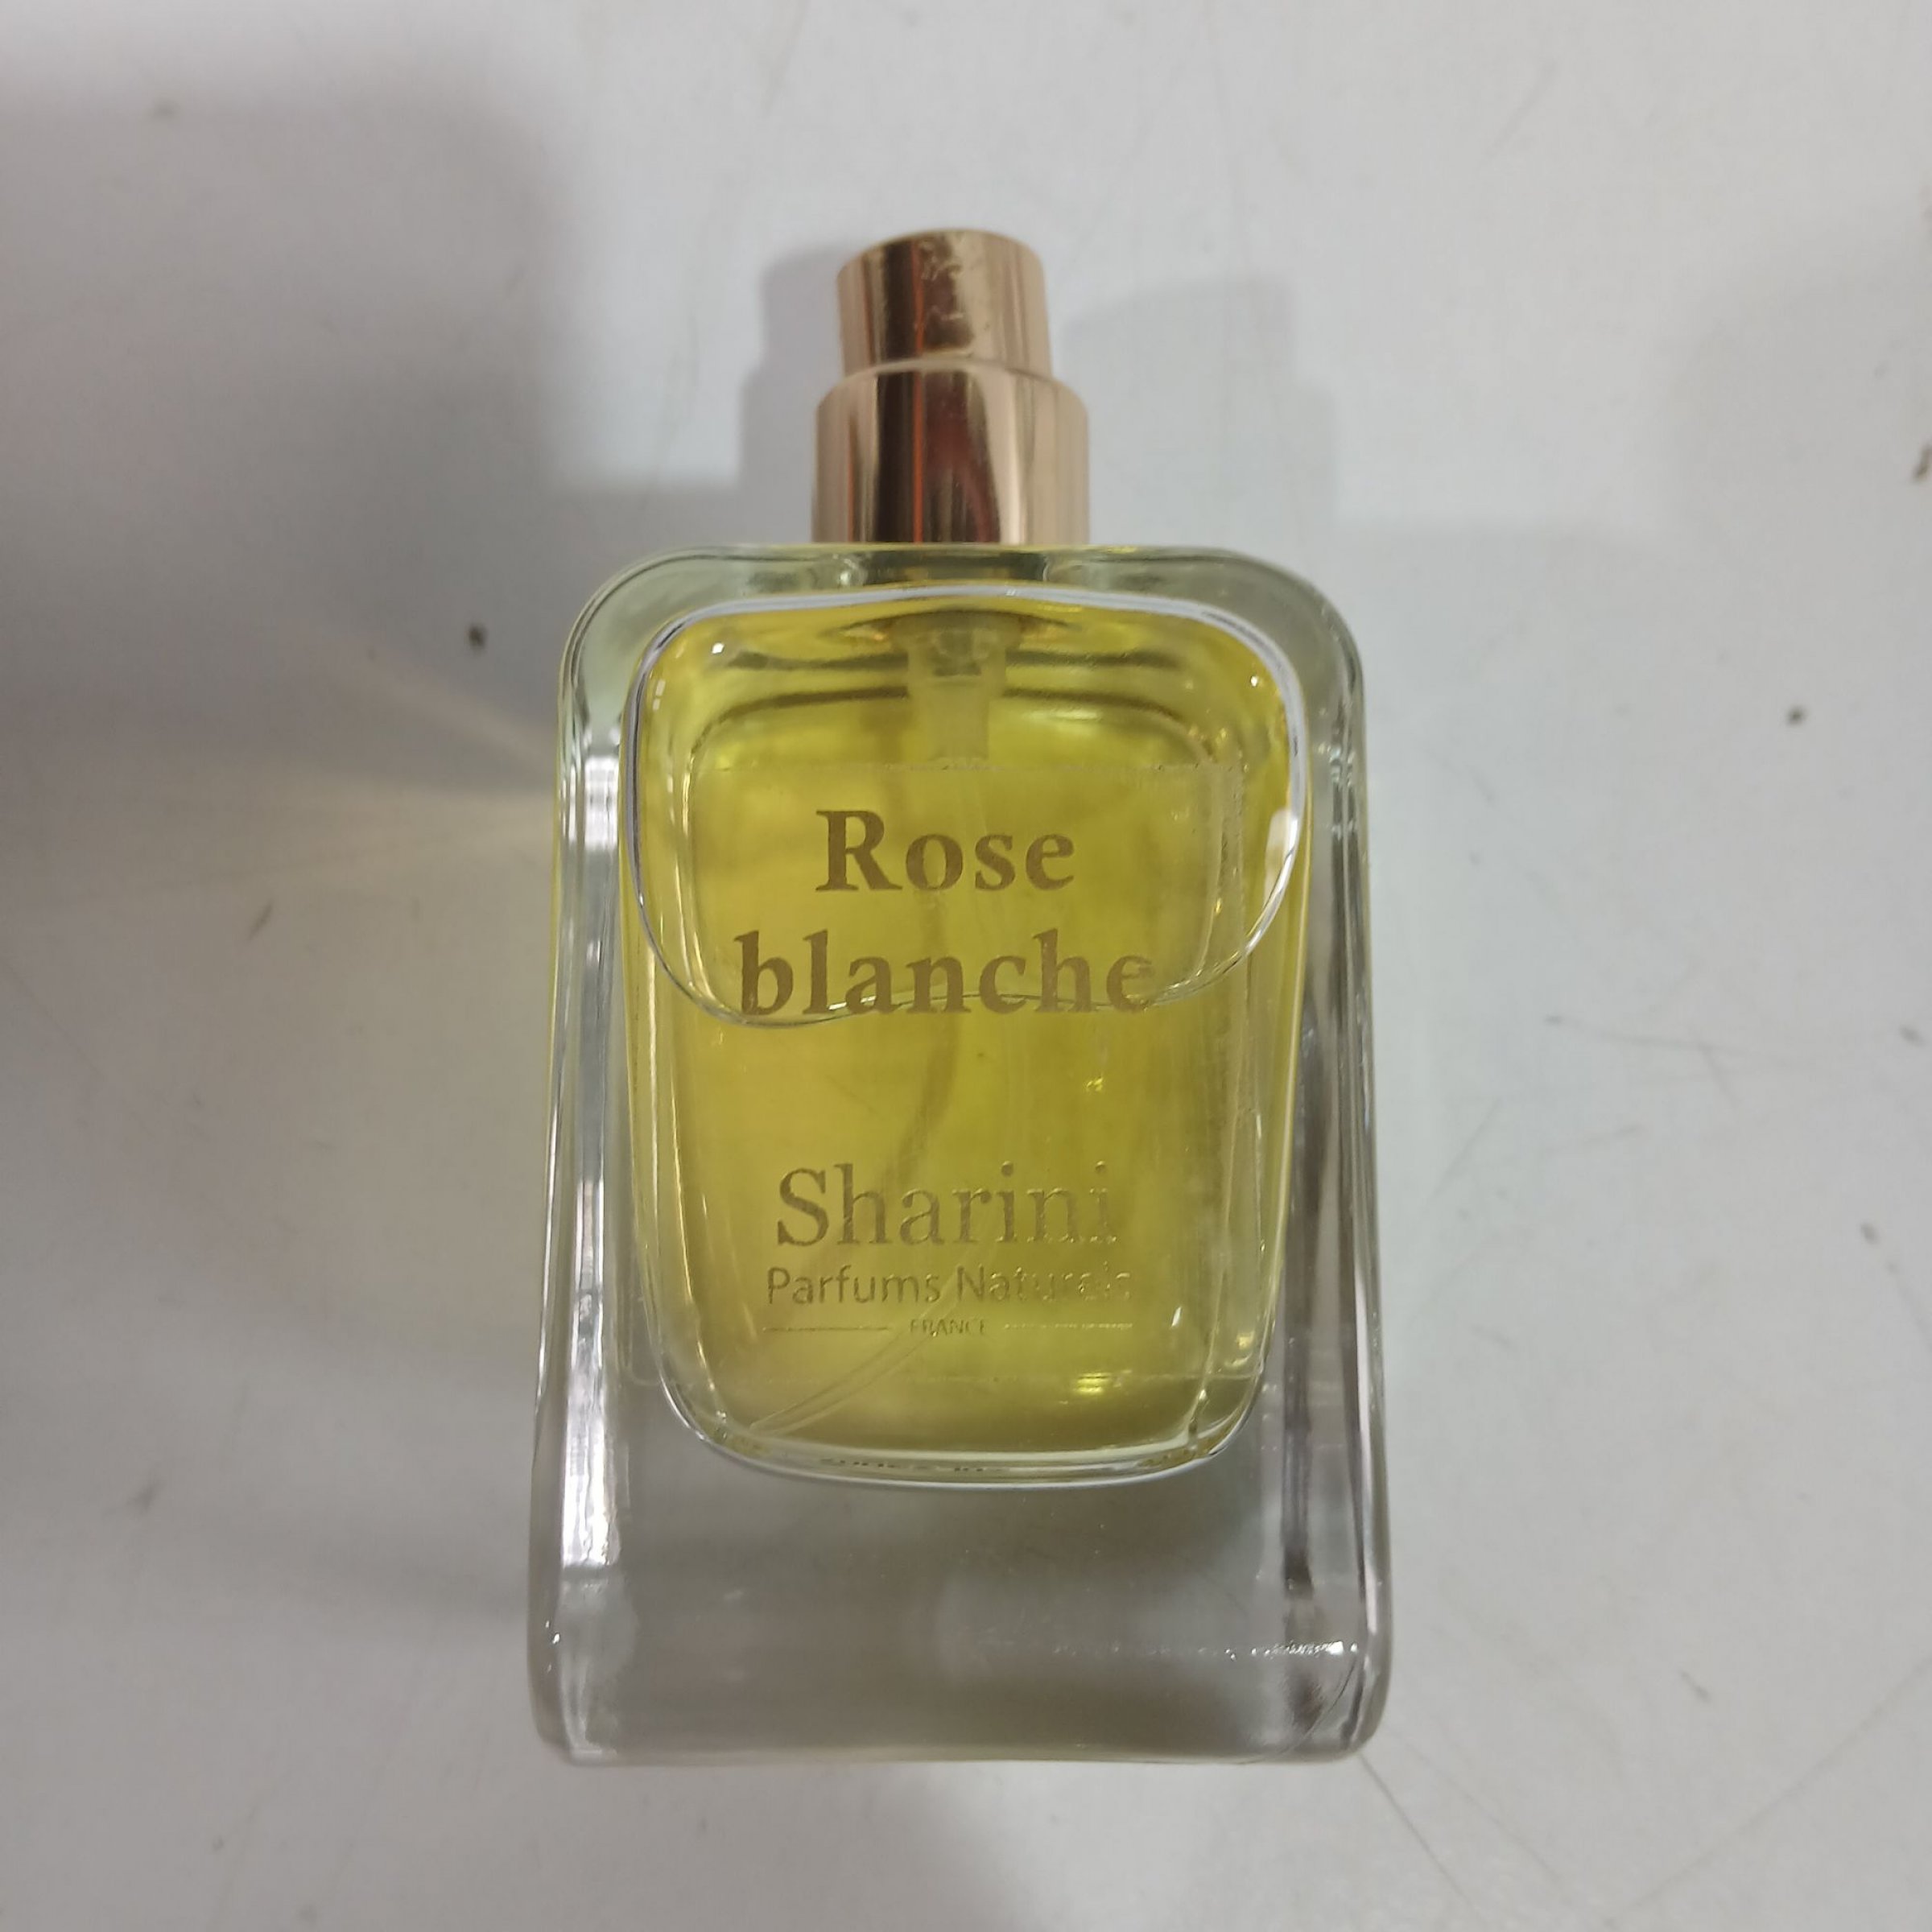 Rose
blanche
Sharini
Parfums Naturels
FRANCE